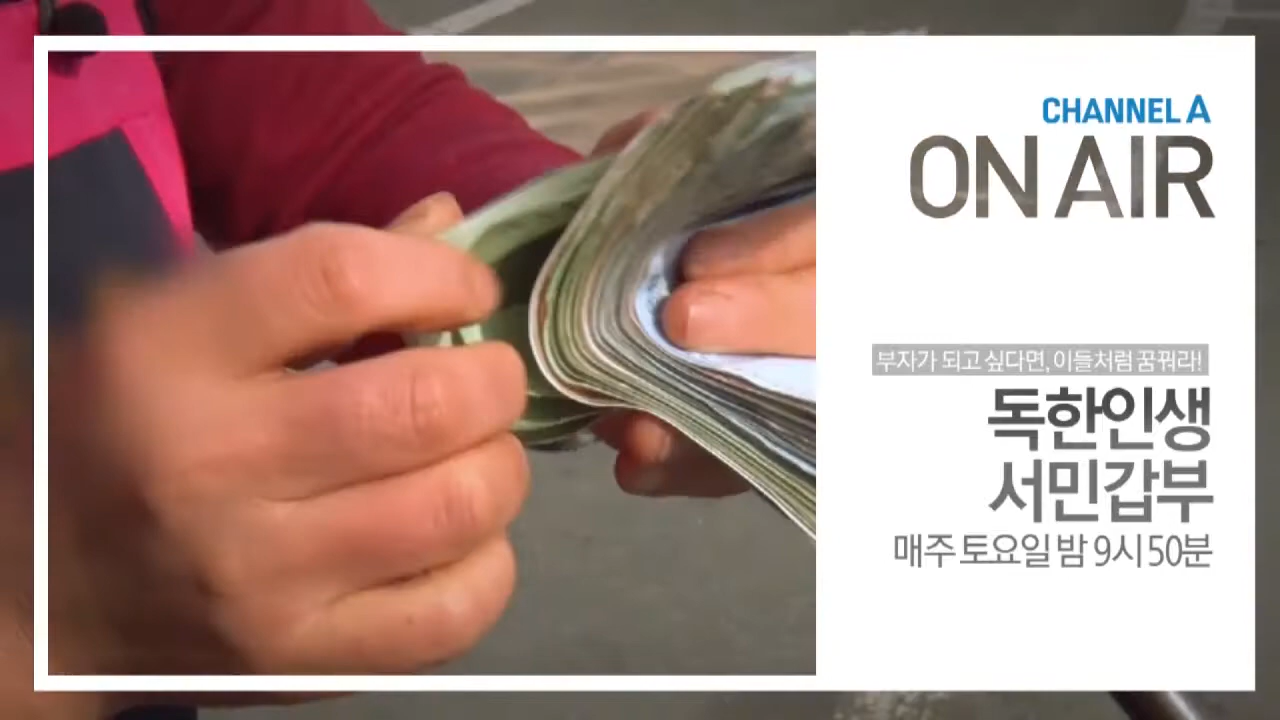 CHANNEL A
ON AIR
부자가 되고 싶다면, 이들처럼 꿈꿔라!
독한인생
서민갑부
매주 토요일 밤 9시 50분